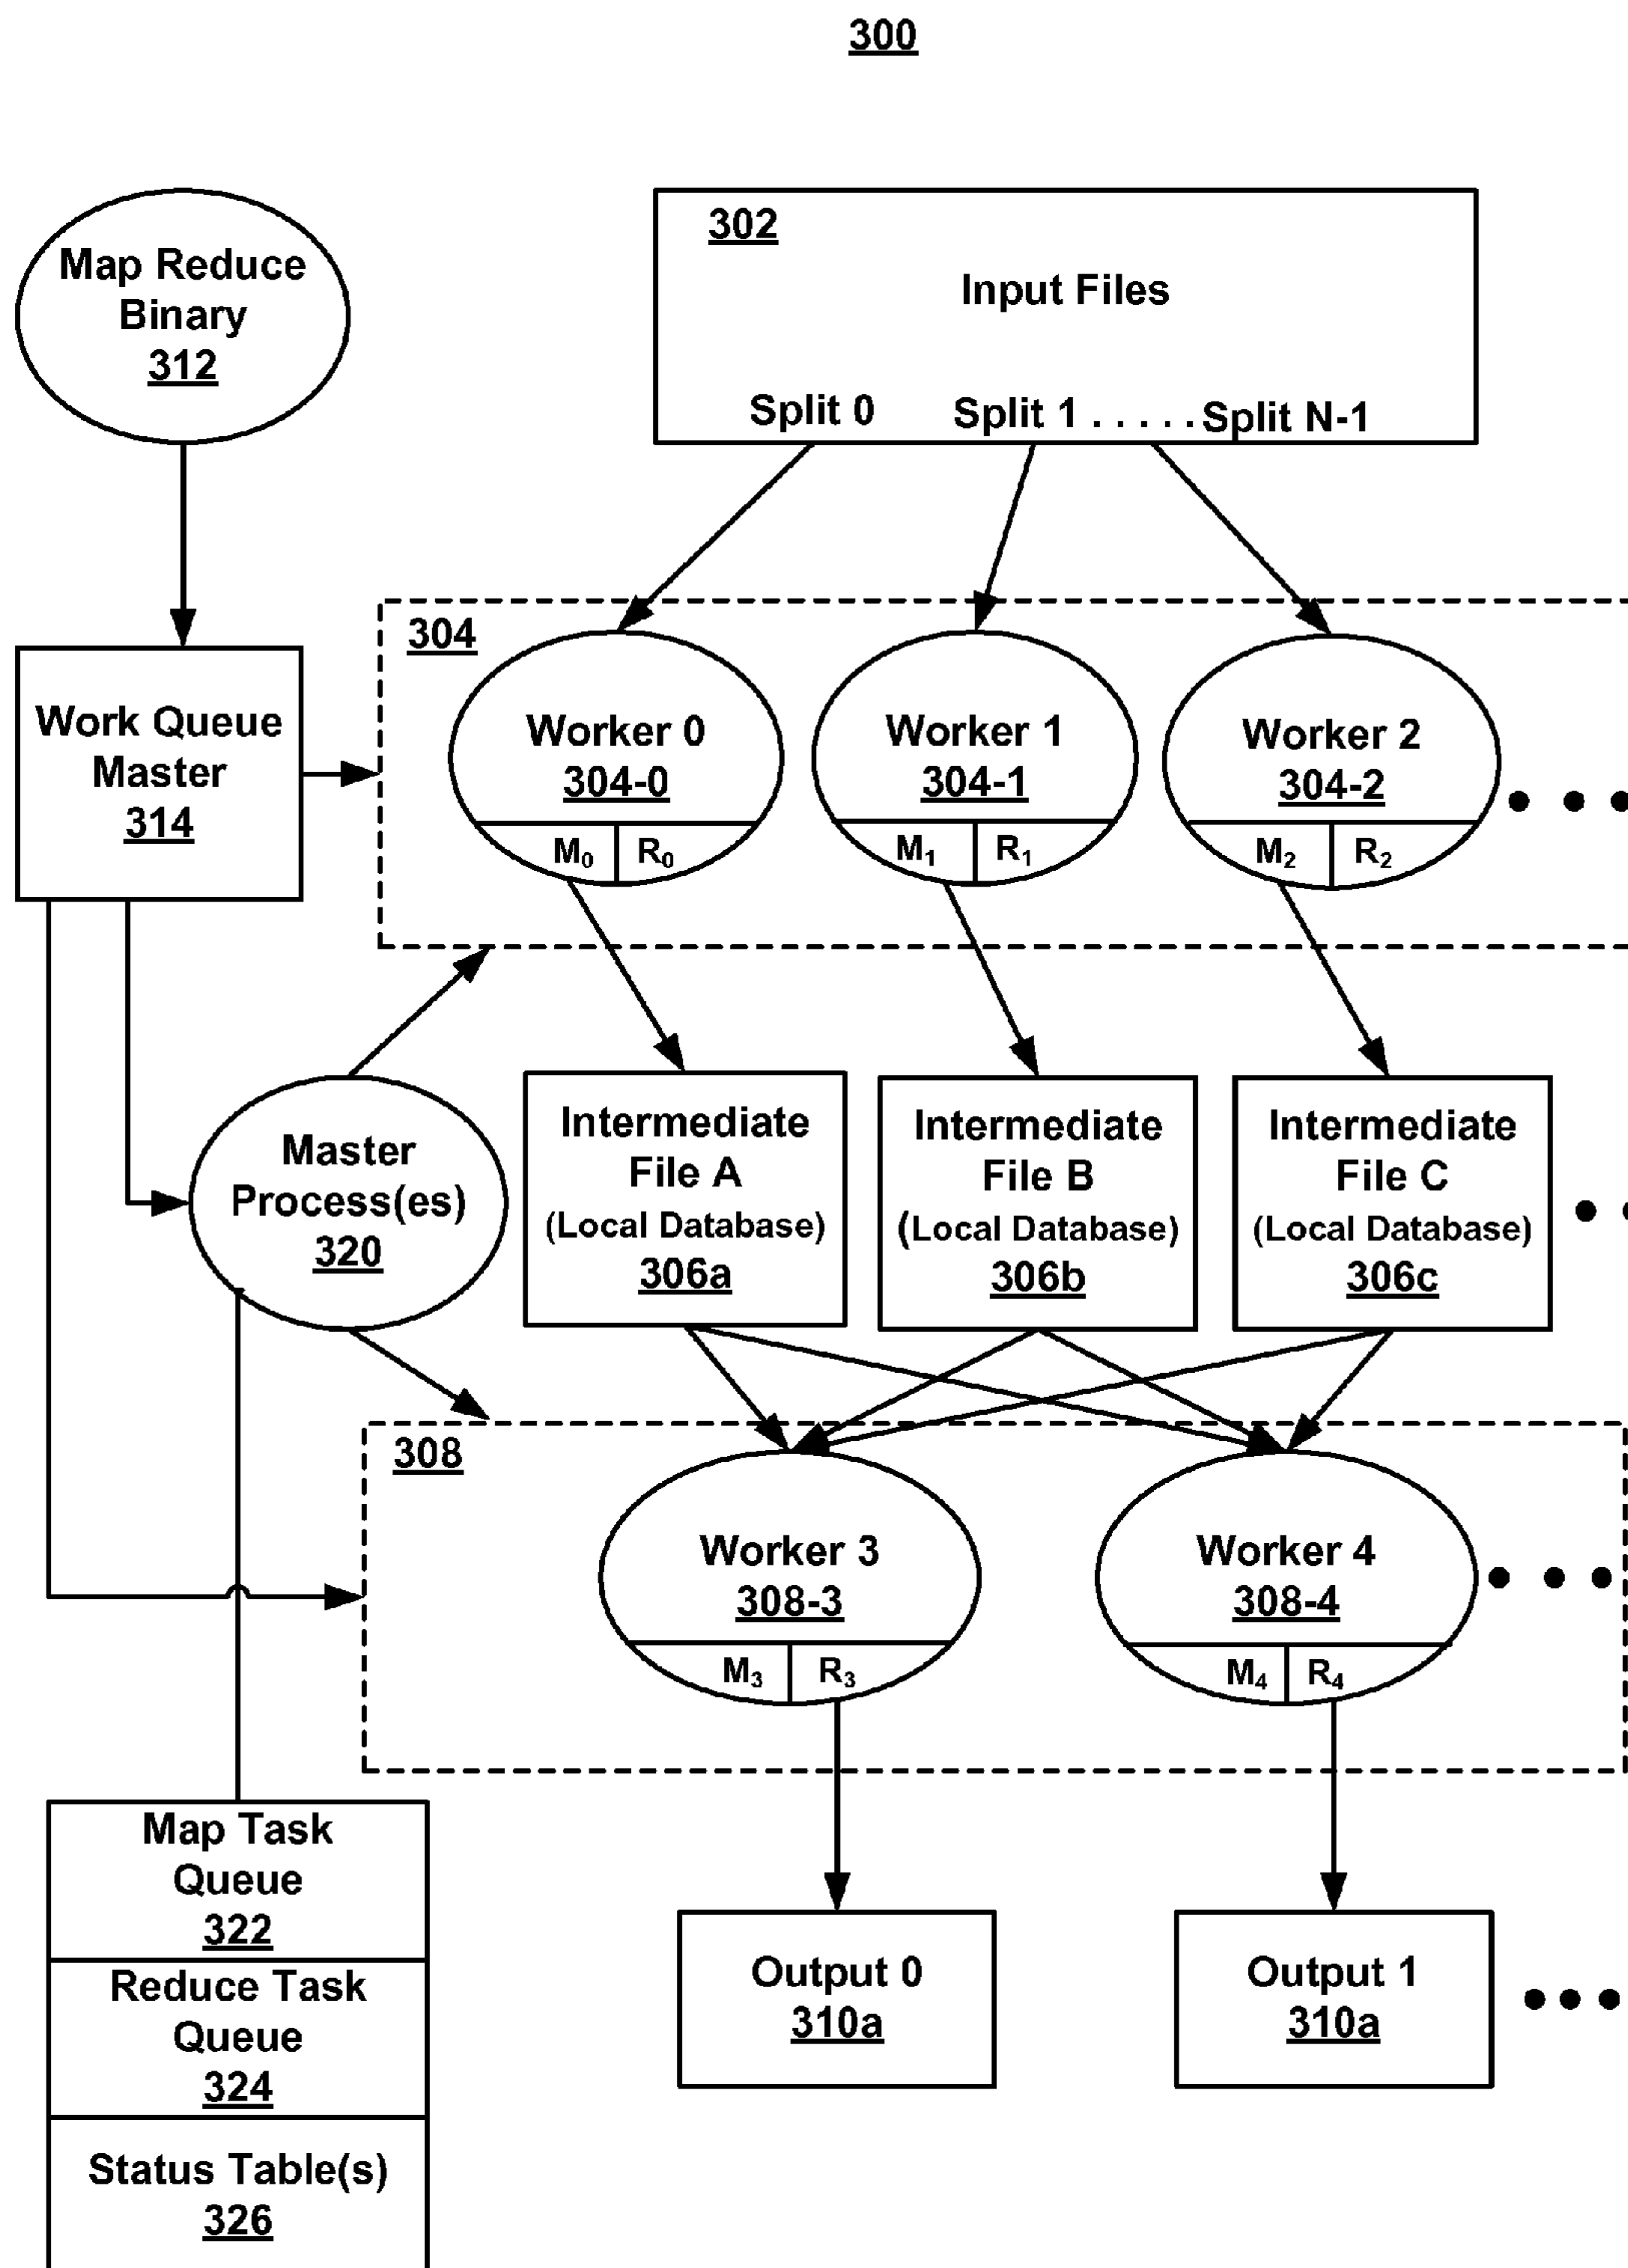 300
Map Reduce
Binary
312
302
Input Files
Split 0 Split 1 . . . . . Split N-1
Work Queue
Master
314
304
Worker 0
304-0
M₀ R₀
Worker 1
304-1
M₁ R₁
Worker 2
304-2
M₂ R₂
Master
Process(es)
320
Intermediate
File A
(Local Database)
306a
Intermediate
File B
(Local Database)
306b
Intermediate
File C
(Local Database)
306c
308
Worker 3
308-3
M₃ R₃
Worker 4
308-4
M₄ R₄
Map Task
Queue
322
Reduce Task
Queue
324
Status Table(s)
326
Output 0
310a
Output 1
310a